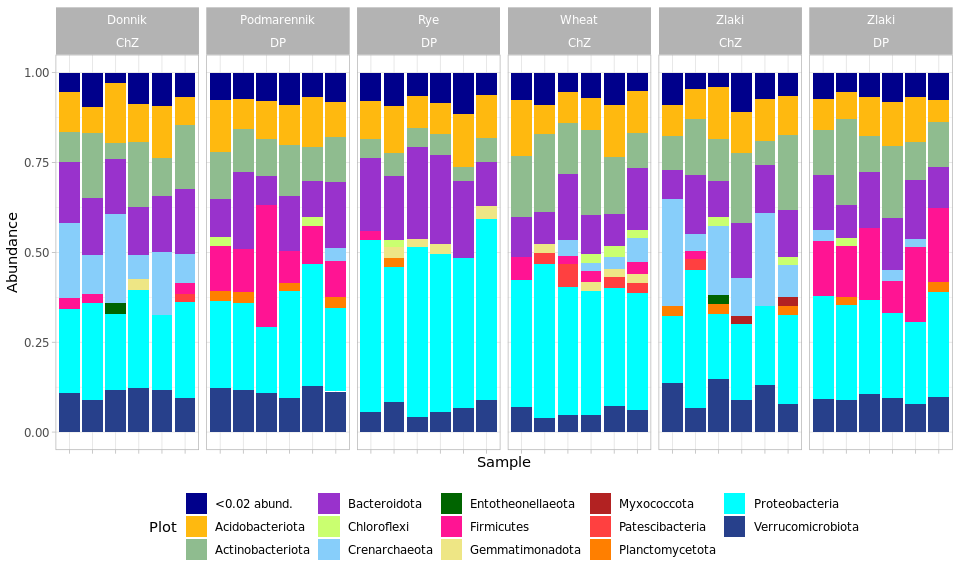 Donnik Podmarennik Rye Wheat Zlaki Zlaki
ChZ DP DP ChZ ChZ DP
1.00
0.75
0.50
0.25
0.00
Abundance
Sample
Plot
<0.02 abund. Bacteroidota Entotheonellaeota Myxococcota Proteobacteria
Acidobacteriota Chloroflexi Firmicutes Patescibacteria Verrucomicrobiota
Actinobacteriota Crenarchaeota Gemmatimonadota Planctomycetota